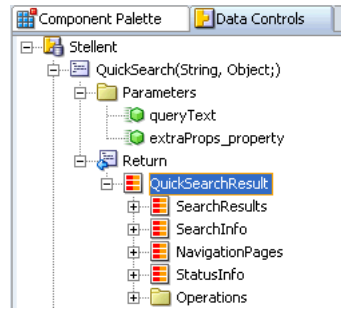 Component Palette Data Controls
Stellent
QuickSearch(String, Object;)
Parameters
queryText
extraProps_property
Return
QuickSearchResult
SearchResults
SearchInfo
NavigationPages
StatusInfo
Operations